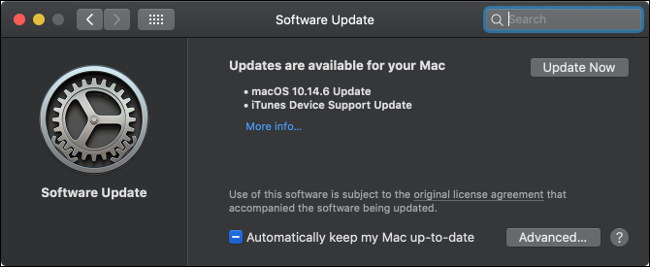 Software Update
Search
Updates are available for your Mac
Update Now
• macOS 10.14.6 Update
• iTunes Device Support Update
More info...
Software Update
Use of this software is subject to the original license agreement that
accompanied the software being updated.
Automatically keep my Mac up-to-date
Advanced...
?